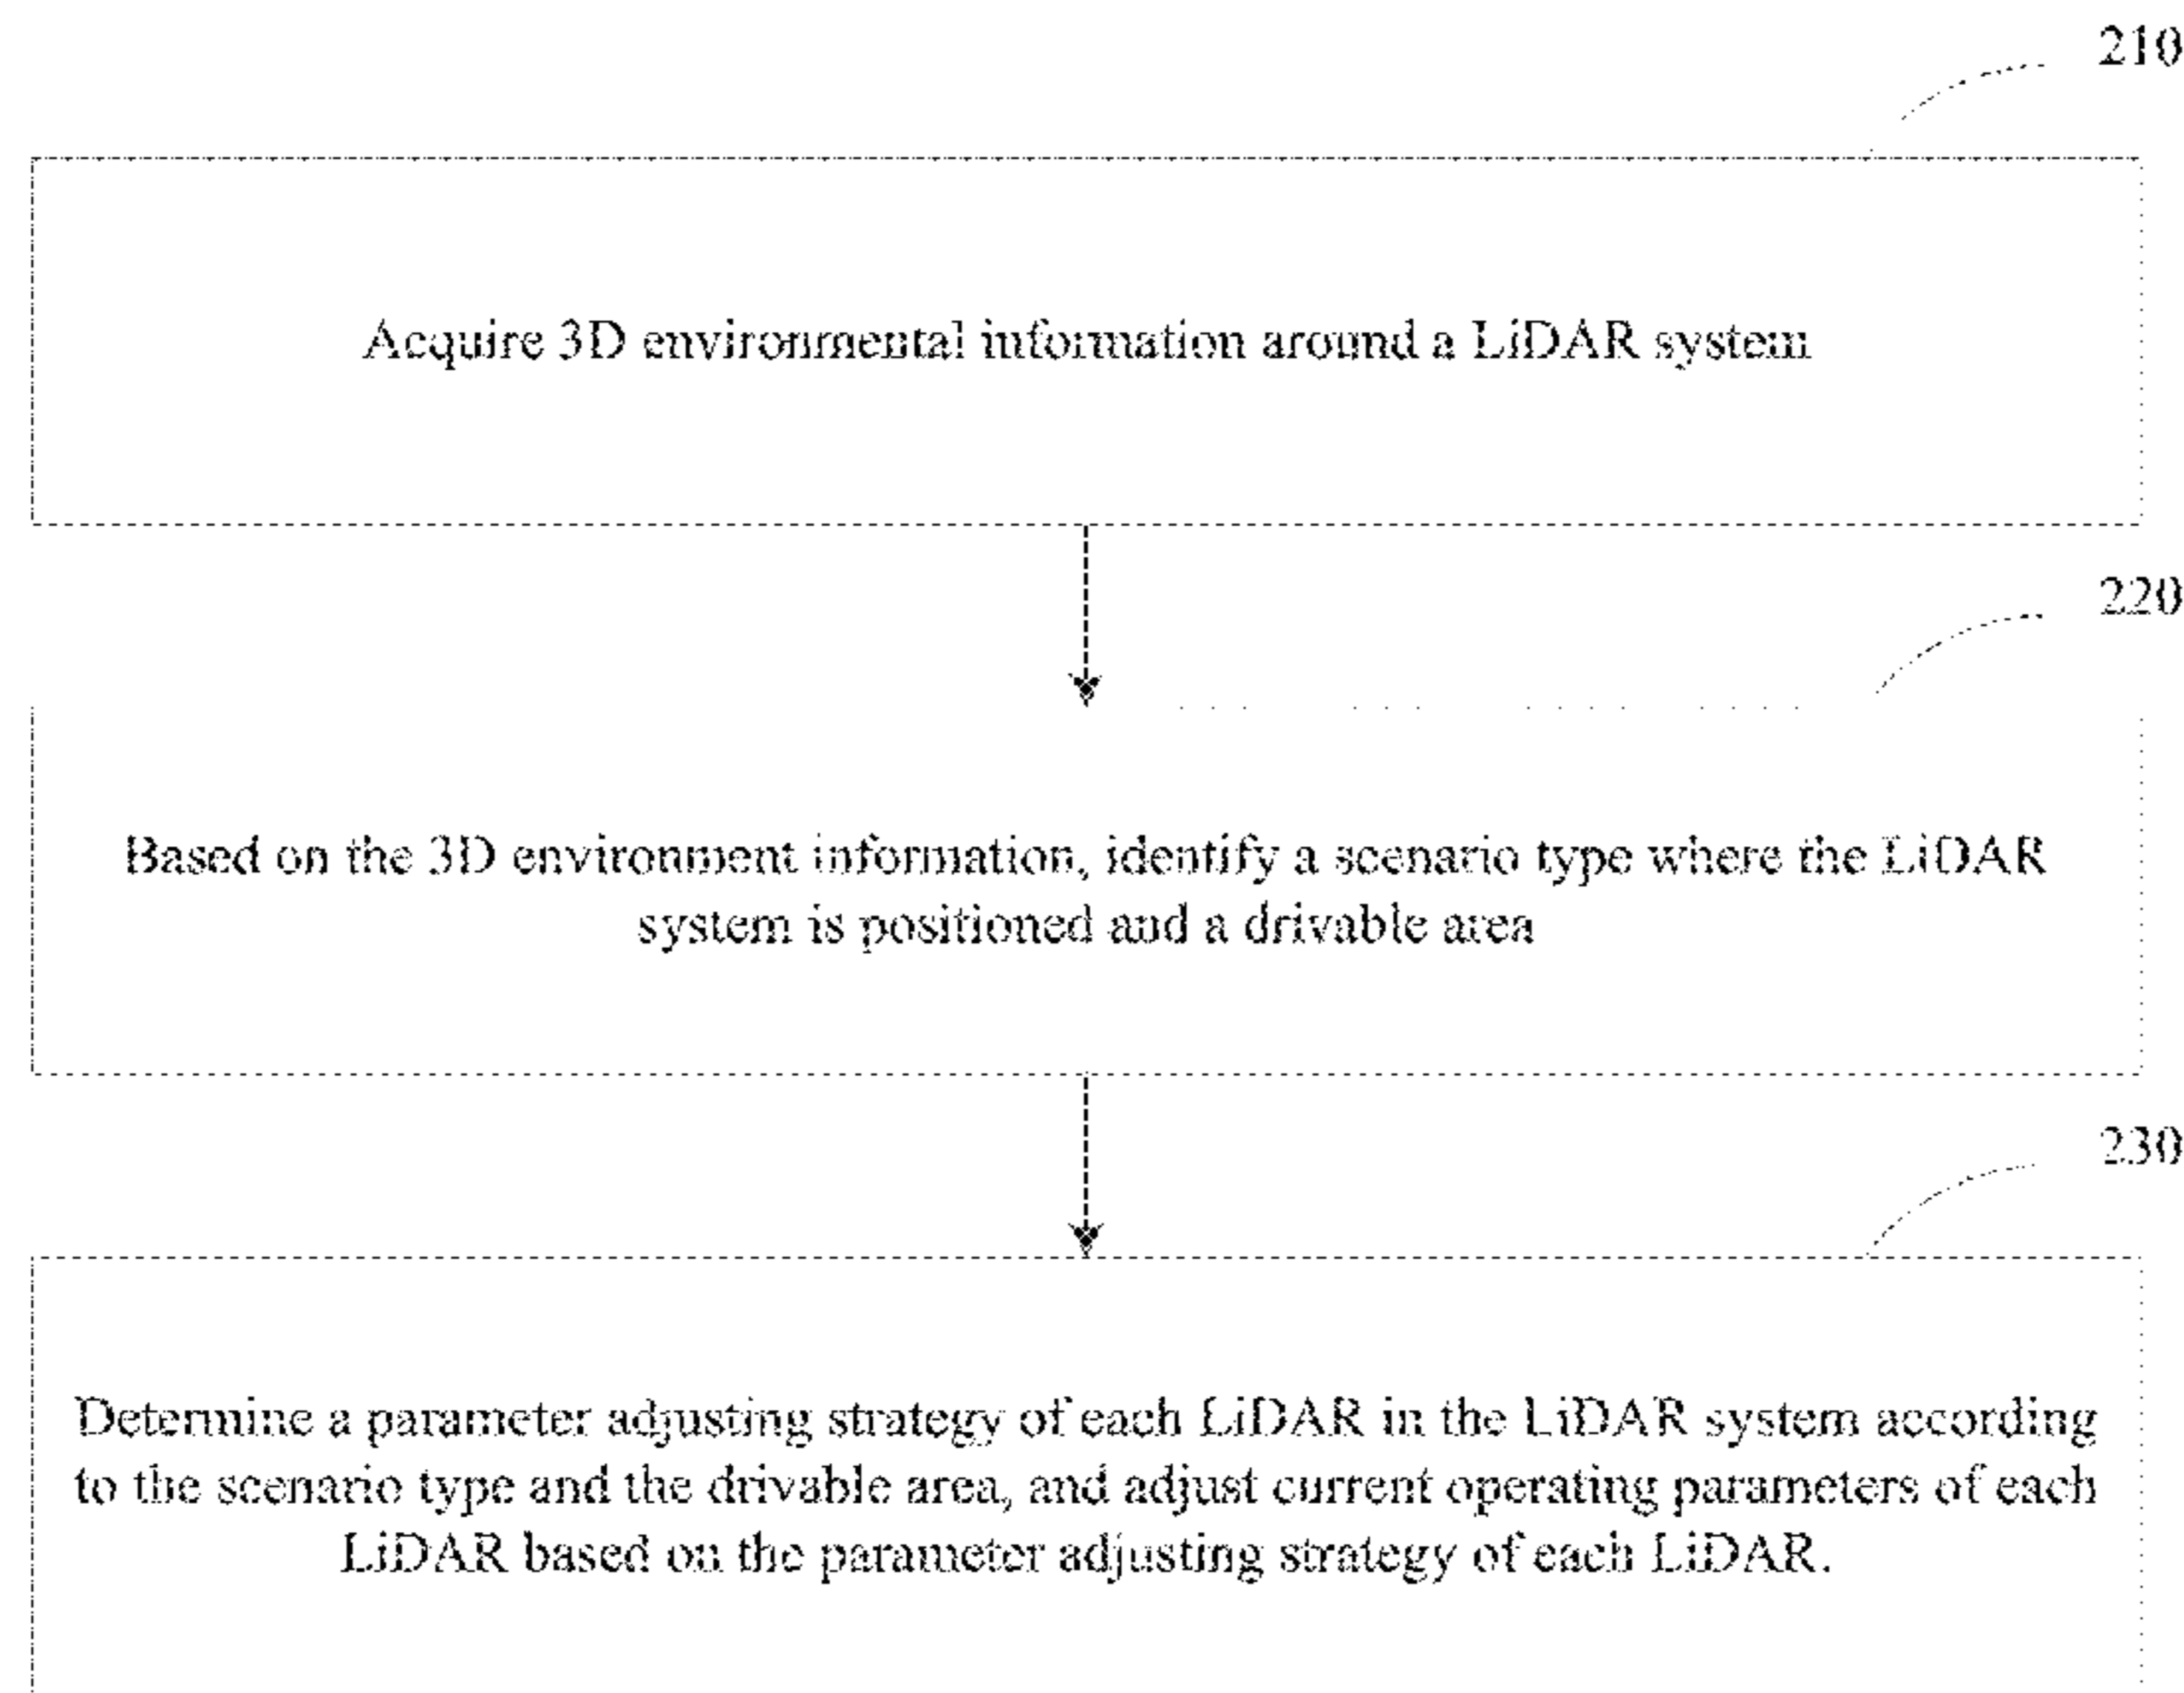 210
Acquire 3D environmental information around a LiDAR system
220
Based on the 3D environment information, identify a scenario type where the LiDAR
system is positioned and a drivable area
230
Determine a parameter adjusting strategy of each LiDAR in the LiDAR system according
to the scenario type and the drivable area, and adjust current operating parameters of each
LiDAR based on the parameter adjusting strategy of each LiDAR.